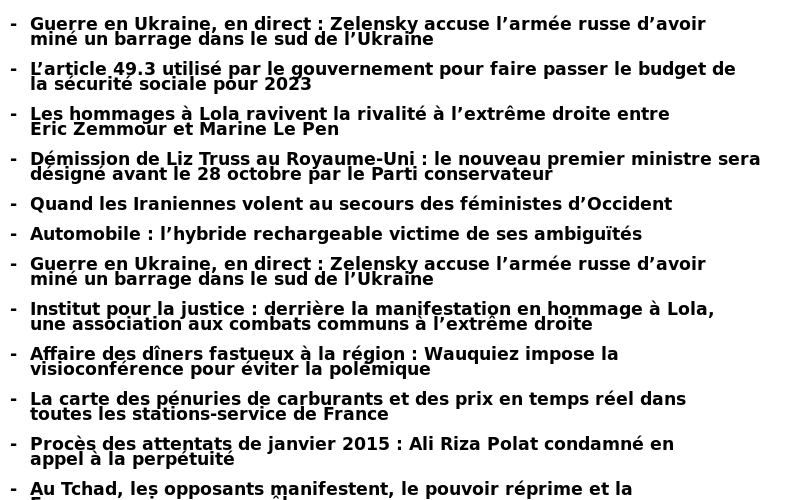 - Guerre en Ukraine, en direct : Zelensky accuse l’armée russe d’avoir
miné un barrage dans le sud de l’Ukraine
- L’article 49.3 utilisé par le gouvernement pour faire passer le budget de
la sécurité sociale pour 2023
- Les hommages à Lola ravivent la rivalité à l’extrême droite entre
Eric Zemmour et Marine Le Pen
- Démission de Liz Truss au Royaume-Uni : le nouveau premier ministre sera
désigné avant le 28 octobre par le Parti conservateur
- Quand les Iraniennes volent au secours des féministes d’Occident
- Automobile : l’hybride rechargeable victime de ses ambiguïtés
- Guerre en Ukraine, en direct : Zelensky accuse l’armée russe d’avoir
miné un barrage dans le sud de l’Ukraine
- Institut pour la justice : derrière la manifestation en hommage à Lola,
une association aux combats communs à l’extrême droite
- Affaire des dîners fastueux à la région : Wauquiez impose la
visioconférence pour éviter la polémique
- La carte des pénuries de carburants et des prix en temps réel dans
toutes les stations-service de France
- Procès des attentats de janvier 2015 : Ali Riza Polat condamné en
appel à la perpétuité
- Au Tchad, les opposants manifestent, le pouvoir réprime et la